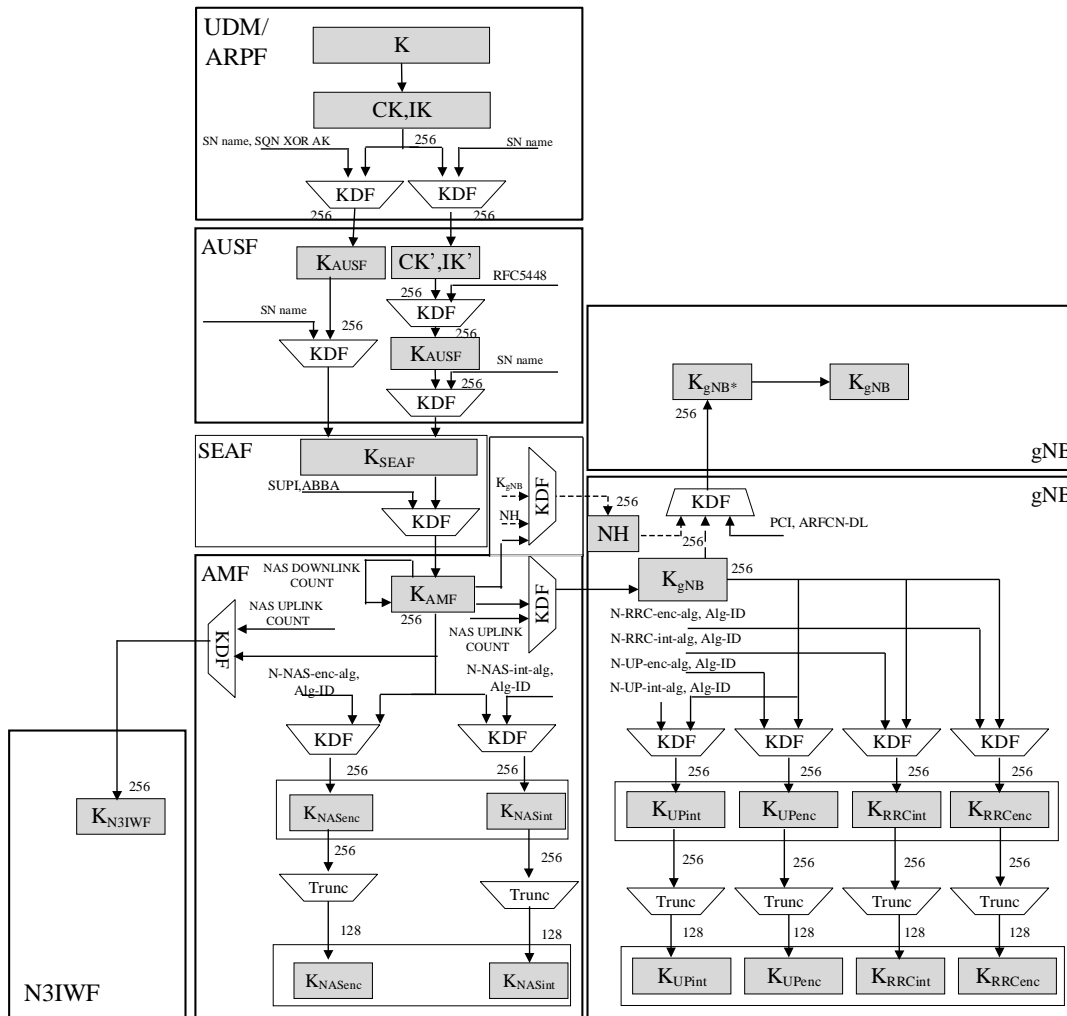 UDM/
ARPF
K
CK,IK
256
SN name, SQN XOR AK
SN name
KDF
KDF
256
256
AUSF
KAUSF
CK',IK'
RFC5448
256
KDF
SN name
256
256
KDF
KAUSF
SN name
256
KDF
SEAF
KSEAF
SUPI,ABBA
KDF
KgNB
NH
KDF
256
NH
KgNB*
KgNB
256
gNB
gNB
KDF
PCI, ARFCN-DL
256
AMF
NAS DOWNLINK
COUNT
KAMF
256
KDF
NAS UPLINK
COUNT
KgNB
256
NAS UPLINK
COUNT
KDF
N-RRC-enc-alg, Alg-ID
N-RRC-int-alg, Alg-ID
N-UP-enc-alg, Alg-ID
N-UP-int-alg, Alg-ID
N-NAS-enc-alg,
Alg-ID
N-NAS-int-alg,
Alg-ID
KDF
KDF
KDF
KDF
KDF
KDF
256
256
256
256
256
256
256
KN3IWF
KNASenc
KNASint
KUPint
KUPenc
KRRCint
KRRCenc
256
256
256
256
256
256
Trunc
Trunc
Trunc
Trunc
Trunc
Trunc
128
128
128
128
128
128
KNASenc
KNASint
KUPint
KUPenc
KRRCint
KRRCenc
N3IWF